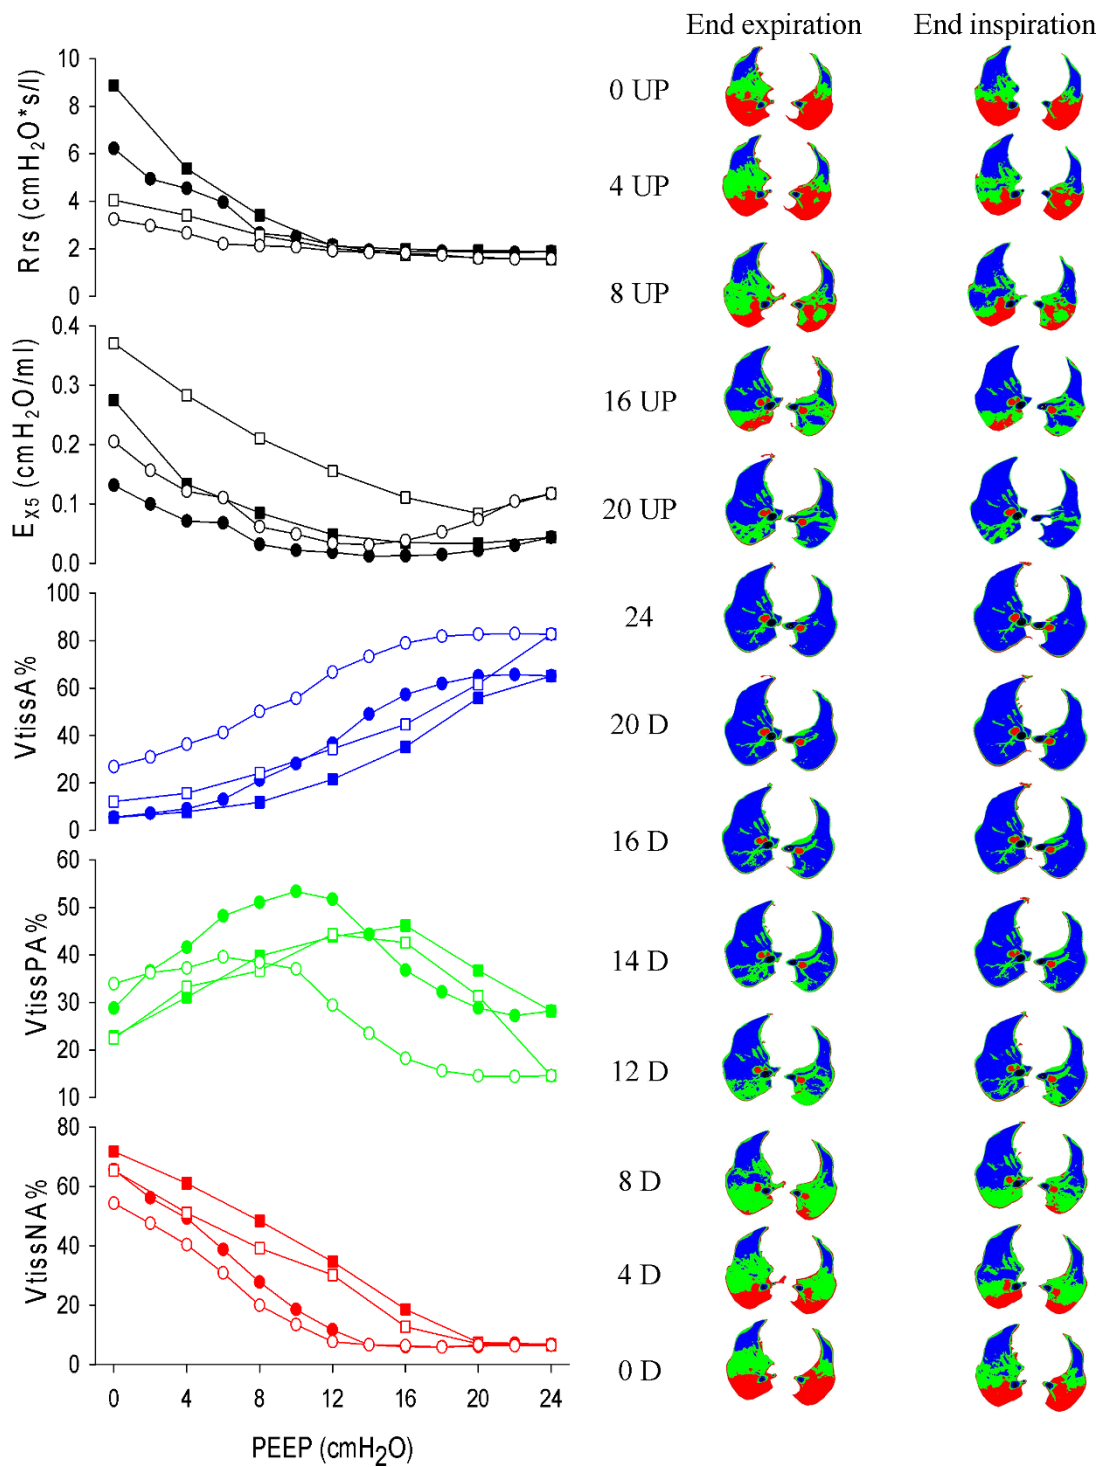 End expiration
End inspiration
Rrs (cmH2O*s/l)
10
8
6
4
2
0
EX5 (cmH2O/ml)
0.4
0.3
0.2
0.1
0.0
VtissA%
100
80
60
40
20
0
VtissPA%
60
50
40
30
20
10
VtissNA%
80
60
40
20
0
0 4 8 12 16 20 24
PEEP (cmH2O)
0 UP
4 UP
8 UP
16 UP
20 UP
24
20 D
16 D
14 D
12 D
8 D
4 D
0 D